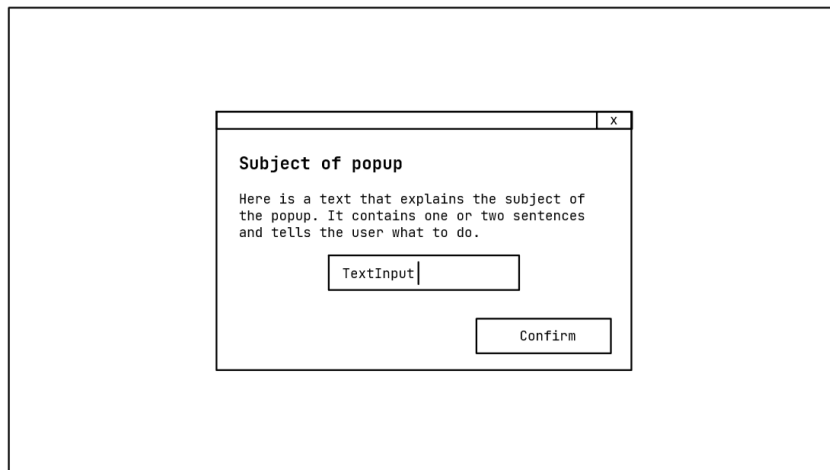 x
Subject of popup
Here is a text that explains the subject of
the popup. It contains one or two sentences
and tells the user what to do.
TextInput
Confirm